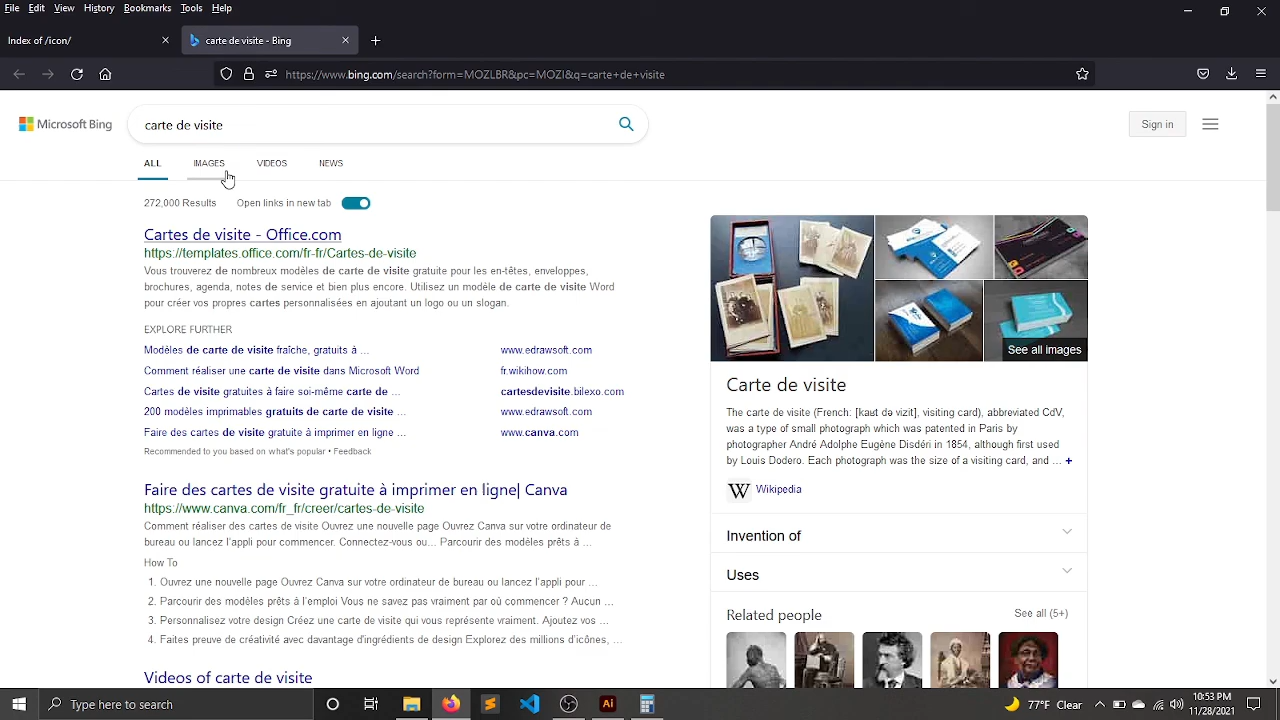 File Edit View History Bookmarks Tools Help
Index of /icon/
carte de visite - Bing
https://www.bing.com/search?form=MOZLBR&pc=MOZI&q=carte+de+visite
Microsoft Bing
carte de visite
Sign in
ALL IMAGES VIDEOS NEWS
272,000 Results Open links in new tab
Cartes de visite - Office.com
https://templates.office.com/fr-fr/Cartes-de-visite
Vous trouverez de nombreux modèles de carte de visite gratuite pour les en-têtes, enveloppes,
brochures, agenda, notes de service et bien plus encore. Utilisez un modèle de carte de visite Word
pour créer vos propres cartes personnalisées en ajoutant un logo ou un slogan.
EXPLORE FURTHER
Modèles de carte de visite fraîche, gratuits à ... www.edrawsoft.com
Comment réaliser une carte de visite dans Microsoft Word fr.wikihow.com
Cartes de visite gratuites à faire soi-même carte de ... cartesdevisite.bilexo.com
200 modèles imprimables gratuits de carte de visite ... www.edrawsoft.com
Faire des cartes de visite gratuite à imprimer en ligne ... www.canva.com
Recommended to you based on what's popular • Feedback
Faire des cartes de visite gratuite à imprimer en ligne| Canva
https://www.canva.com/fr_fr/creer/cartes-de-visite
Comment réaliser des cartes de visite Ouvrez une nouvelle page Ouvrez Canva sur votre ordinateur de
bureau ou lancez l'appli pour commencer. Connectez-vous ou... Parcourir des modèles prêts à ...
How To
1. Ouvrez une nouvelle page Ouvrez Canva sur votre ordinateur de bureau ou lancez l'appli pour ...
2. Parcourir des modèles prêts à l'emploi Vous ne savez pas vraiment par où commencer ? Aucun ...
3. Personnalisez votre design Créez une carte de visite qui vous représente vraiment. Ajoutez vos ...
4. Faites preuve de créativité avec davantage d'ingrédients de design Explorez des millions d'icônes, ...
Videos of carte de visite
See all images
Carte de visite
The carte de visite (French: [kaʁt də vizit], visiting card), abbreviated CdV,
was a type of small photograph which was patented in Paris by
photographer André Adolphe Eugène Disdéri in 1854, although first used
by Louis Dodero. Each photograph was the size of a visiting card, and ... +
W Wikipedia
Invention of
Uses
Related people See all (5+)
Type here to search
Ai
77°F Clear
10:53 PM
11/28/2021